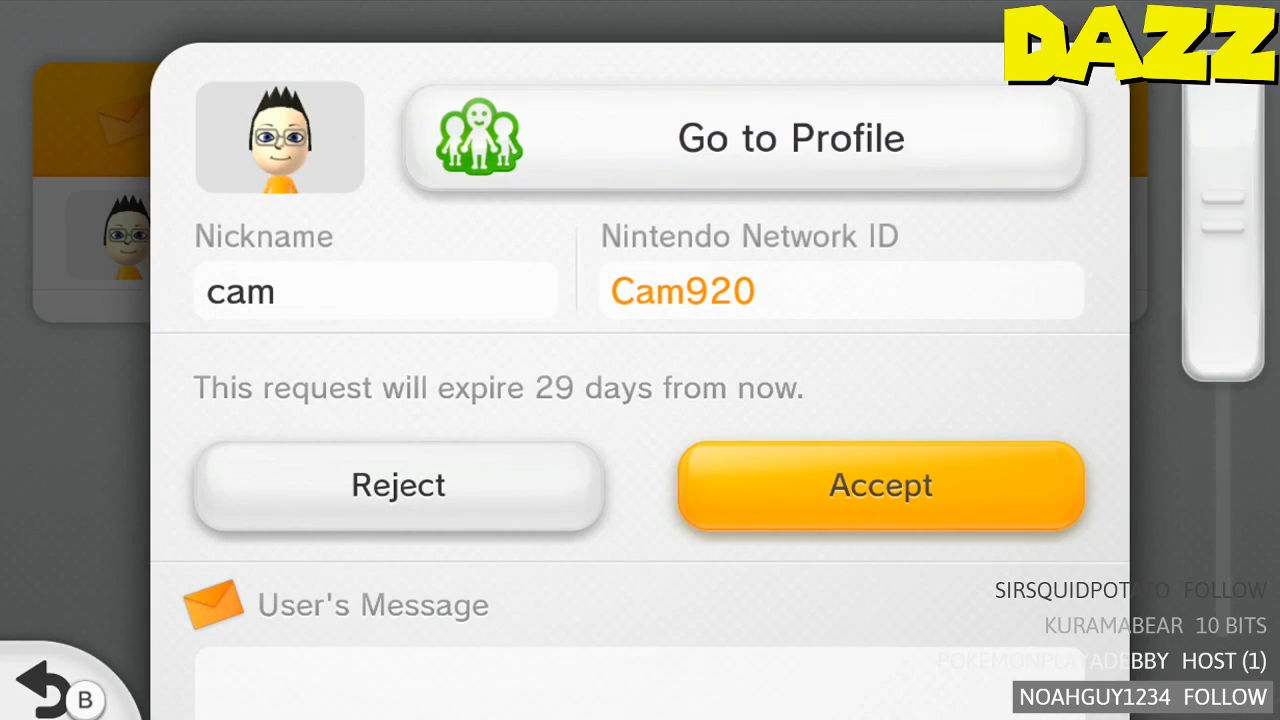 DAZZ
Go to Profile
Nickname
Nintendo Network ID
cam
Cam920
This request will expire 29 days from now.
Reject
Accept
User's Message
SIRSQUIDPOTATO FOLLOW
KURAMABEAR 10 BITS
POKEMONPLAYADEBBY HOST (1)
NOAHGUY1234 FOLLOW
B